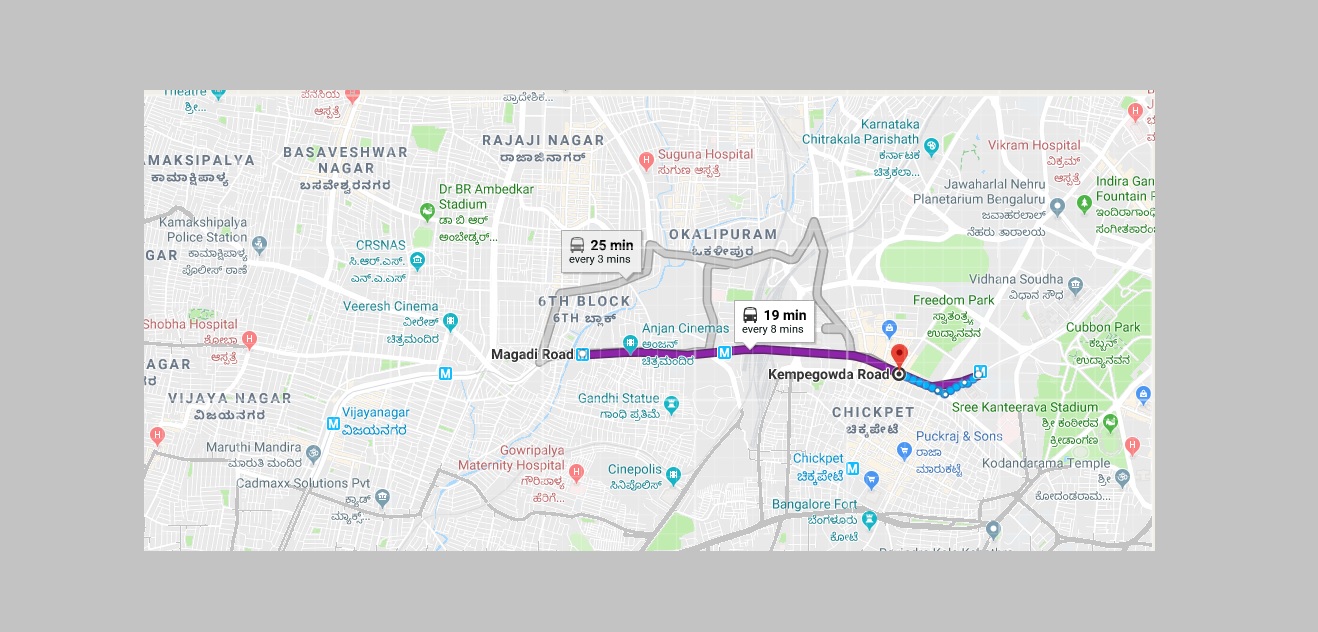 Theatre
ಶ್ರೀ...
ಆಸ್ಪತ್ರೆ
ಪ್ರಾದೇಶಿಕ...
RAJAJI NAGAR
ರಾಜಾಜಿನಗರ್
Karnataka
Chitrakala Parishath
ಕರ್ನಾಟಕ
ಚಿತ್ರಕಲಾ...
H
BASAVESHWAR
NAGAR
ಬಸವೇಶ್ವರನಗರ
AMAKSIPALYA
ಕಾಮಾಕ್ಷಿಪಾಳ್ಯ
H
Suguna Hospital
ಸುಗುಣ ಆಸ್ಪತ್ರೆ
Vikram Hospital
ವಿಕ್ರಮ್
ಆಸ್ಪತ್ರೆ
Dr BR Ambedkar
Stadium
ಡಾ ಬಿ ಆರ್
ಅಂಬೇಡ್ಕರ್...
Jawaharlal Nehru
Planetarium Bengaluru
ಜವಾಹರಲಾಲ್
ನೆಹರು ತಾರಾಲಯ
Indira Gan
Fountain P
ಇಂದಿರಾಗಾಂಧಿ
ಸಂಗೀತಕಾರಂ
Kamakshipalya
Police Station
ಕಾಮಾಕ್ಷಿಪಾಳ್ಯ
ಪೊಲೀಸ್ ಠಾಣೆ
GAR
CRSNAS
ಸಿ.ಆರ್.ಎಸ್.
ಎನ್.ಎ.ಎಸ್
25 min
every 3 mins
OKALIPURAM
ಒಕಳೀಪುರ
Vidhana Soudha
ವಿಧಾನ ಸೌಧ
6TH BLOCK
6TH ಬ್ಲಾಕ್
Veeresh Cinema
ವೀರೇಶ್
ಚಿತ್ರಮಂದಿರ
19 min
every 8 mins
Freedom Park
ಸ್ವಾತಂತ್ರ್ಯ
ಉದ್ಯಾನವನ
Shobha Hospital
ಶೋಭಾ
ಆಸ್ಪತ್ರೆ
H
Anjan Cinemas
ಅಂಜನ್
ಚಿತ್ರಮಂದಿರ
M
Cubbon Park
ಕಬ್ಬನ್
ಉದ್ಯಾನವನ
Magadi Road
Kempegowda Road
M
M
AGAR
ಗರ
VIJAYA NAGAR
ವಿಜಯನಗರ
M
Vijayanagar
ವಿಜಯನಗರ
Gandhi Statue
ಗಾಂಧಿ ಪ್ರತಿಮೆ
CHICKPET
ಚಿಕ್ಕಪೇಟೆ
Sree Kanteerava Stadium
ಶ್ರೀ ಕಂಠೀರವ
ಕ್ರೀಡಾಂಗಣ
H
Maruthi Mandira
ಮಾರುತಿ ಮಂದಿರ
Gowripalya
Maternity Hospital
ಗೌರಿಪಾಳ್ಯ
ಹೆರಿಗೆ...
H
Puckraj & Sons
ರಾಜಾ
ಮಾರುಕಟ್ಟೆ
H
Chickpet
ಚಿಕ್ಕಪೇಟೆ
M
Cinepolis
ಸಿನಿಪೊಲಿಸ್
Kodandarama Temple
ಶ್ರೀ
ಕೋದಂಡರಾಮ...
Cadmaxx Solutions Pvt
ಕ್ಯಾಡ್
ಮ್ಯಾಕ್ಸ್...
Bangalore Fort
ಬೆಂಗಳೂರು
ಕೋಟೆ